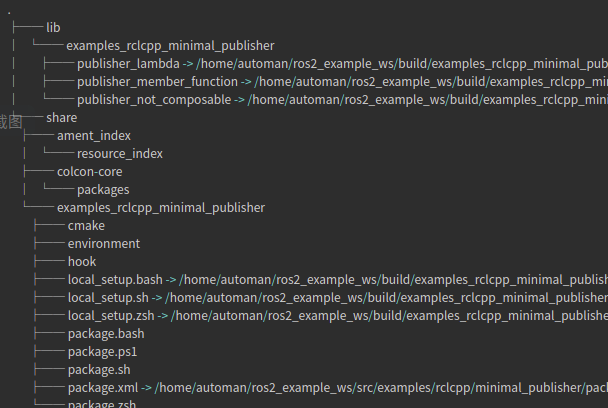 .
├── lib
│   └── examples_rclcpp_minimal_publisher
│       ├── publisher_lambda -> /home/automan/ros2_example_ws/build/examples_rclcpp_minimal_pub
│       ├── publisher_member_function -> /home/automan/ros2_example_ws/build/examples_rclcpp_mi
│       └── publisher_not_composable -> /home/automan/ros2_example_ws/build/examples_rclcpp_min
截图
└── share
├── ament_index
│   └── resource_index
├── colcon-core
│   └── packages
└── examples_rclcpp_minimal_publisher
├── cmake
├── environment
├── hook
├── local_setup.bash -> /home/automan/ros2_example_ws/build/examples_rclcpp_minimal_publish
├── local_setup.sh -> /home/automan/ros2_example_ws/build/examples_rclcpp_minimal_publisher
├── local_setup.zsh -> /home/automan/ros2_example_ws/build/examples_rclcpp_minimal_publishe
├── package.bash
├── package.ps1
├── package.sh
├── package.xml -> /home/automan/ros2_example_ws/src/examples/rclcpp/minimal_publisher/pac
└── package.zsh